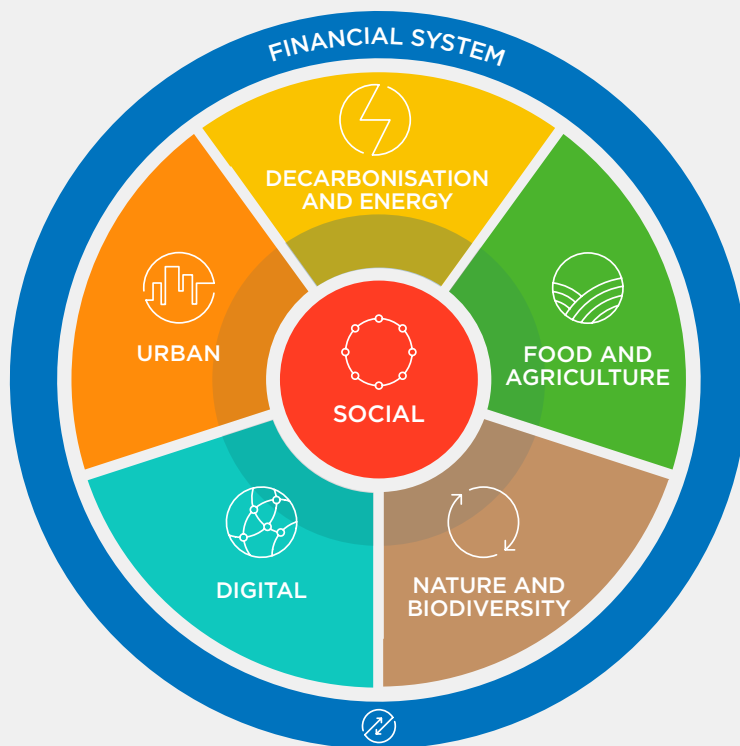 FINANCIAL SYSTEM
DECARBONISATION
AND ENERGY
URBAN
FOOD AND
AGRICULTURE
SOCIAL
DIGITAL
NATURE AND
BIODIVERSITY